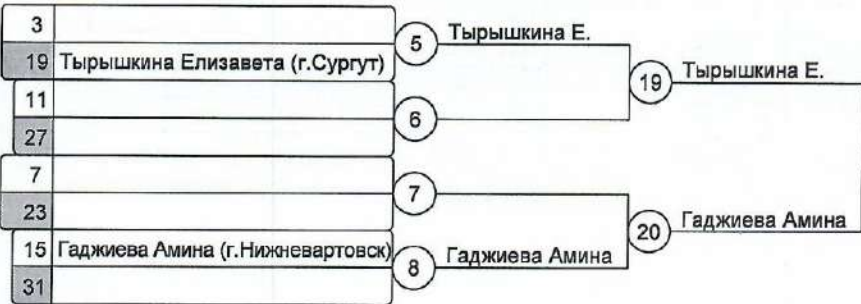 3
19 Тырышкина Елизавета (г.Сургут)
5 Тырышкина Е.
19 Тырышкина Е.
11
27
6
7
23
7
20 Гаджиева Амина
15 Гаджиева Амина (г.Нижневартовск)
8 Гаджиева Амина
31